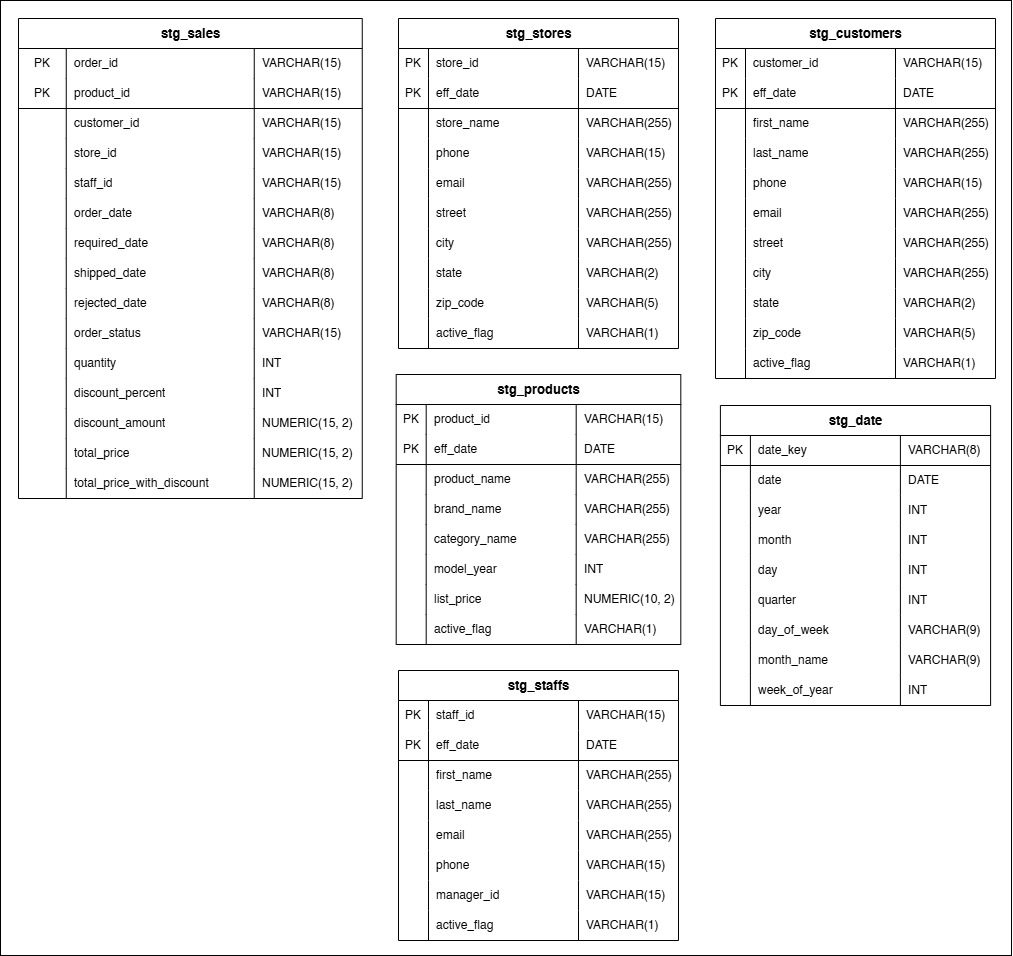 stg_sales
PK order_id VARCHAR(15)
PK product_id VARCHAR(15)
customer_id VARCHAR(15)
store_id VARCHAR(15)
staff_id VARCHAR(15)
order_date VARCHAR(8)
required_date VARCHAR(8)
shipped_date VARCHAR(8)
rejected_date VARCHAR(8)
order_status VARCHAR(15)
quantity INT
discount_percent INT
discount_amount NUMERIC(15, 2)
total_price NUMERIC(15, 2)
total_price_with_discount NUMERIC(15, 2)
stg_stores
PK store_id VARCHAR(15)
PK eff_date DATE
store_name VARCHAR(255)
phone VARCHAR(15)
email VARCHAR(255)
street VARCHAR(255)
city VARCHAR(255)
state VARCHAR(2)
zip_code VARCHAR(5)
active_flag VARCHAR(1)
stg_products
PK product_id VARCHAR(15)
PK eff_date DATE
product_name VARCHAR(255)
brand_name VARCHAR(255)
category_name VARCHAR(255)
model_year INT
list_price NUMERIC(10, 2)
active_flag VARCHAR(1)
stg_staffs
PK staff_id VARCHAR(15)
PK eff_date DATE
first_name VARCHAR(255)
last_name VARCHAR(255)
email VARCHAR(255)
phone VARCHAR(15)
manager_id VARCHAR(15)
active_flag VARCHAR(1)
stg_customers
PK customer_id VARCHAR(15)
PK eff_date DATE
first_name VARCHAR(255)
last_name VARCHAR(255)
phone VARCHAR(15)
email VARCHAR(255)
street VARCHAR(255)
city VARCHAR(255)
state VARCHAR(2)
zip_code VARCHAR(5)
active_flag VARCHAR(1)
stg_date
PK date_key VARCHAR(8)
date DATE
year INT
month INT
day INT
quarter INT
day_of_week VARCHAR(9)
month_name VARCHAR(9)
week_of_year INT